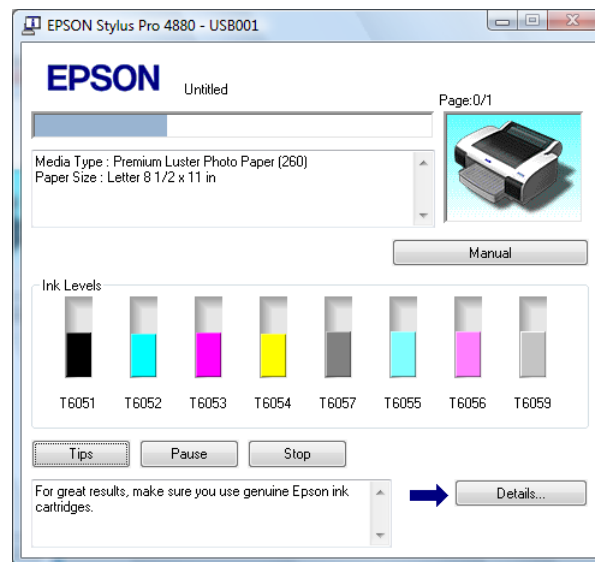 EPSON Stylus Pro 4880 - USB001
EPSON
Untitled
Page:0/1
Media Type : Premium Luster Photo Paper (260)
Paper Size : Letter 8 1/2 x 11 in
Manual
Ink Levels
T6051 T6052 T6053 T6054 T6057 T6055 T6056 T6059
Tips Pause Stop
For great results, make sure you use genuine Epson ink
cartridges.
Details...